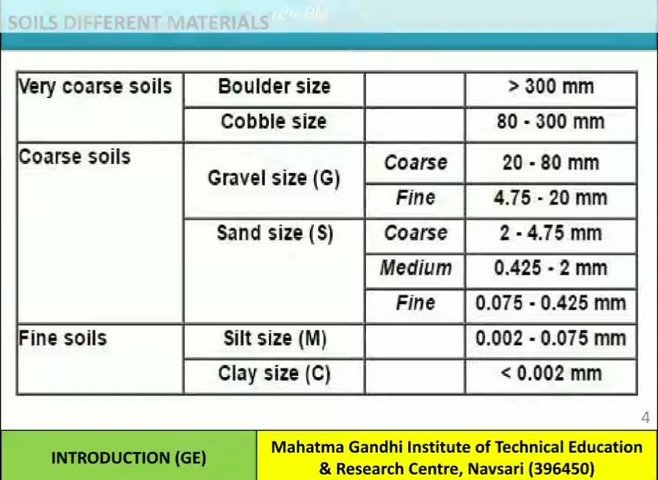 SOILS DIFFERENT MATERIALS
Very coarse soils Boulder size > 300 mm
Cobble size 80 - 300 mm
Coarse soils Gravel size (G) Coarse 20 - 80 mm
Fine 4.75 - 20 mm
Sand size (S) Coarse 2 - 4.75 mm
Medium 0.425 - 2 mm
Fine 0.075 - 0.425 mm
Fine soils Silt size (M) 0.002 - 0.075 mm
Clay size (C) < 0.002 mm
4
INTRODUCTION (GE)
Mahatma Gandhi Institute of Technical Education
& Research Centre, Navsari (396450)